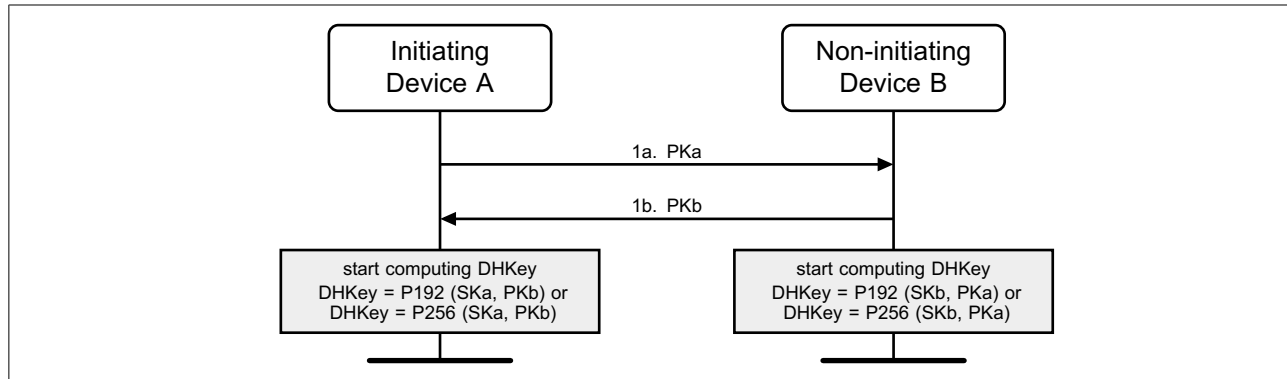 Initiating
Device A
Non-initiating
Device B
1a. PKa
1b. PKb
start computing DHKey
DHKey = P192 (SKa, PKb) or
DHKey = P256 (SKa, PKb)
start computing DHKey
DHKey = P192 (SKb, PKa) or
DHKey = P256 (SKb, PKa)